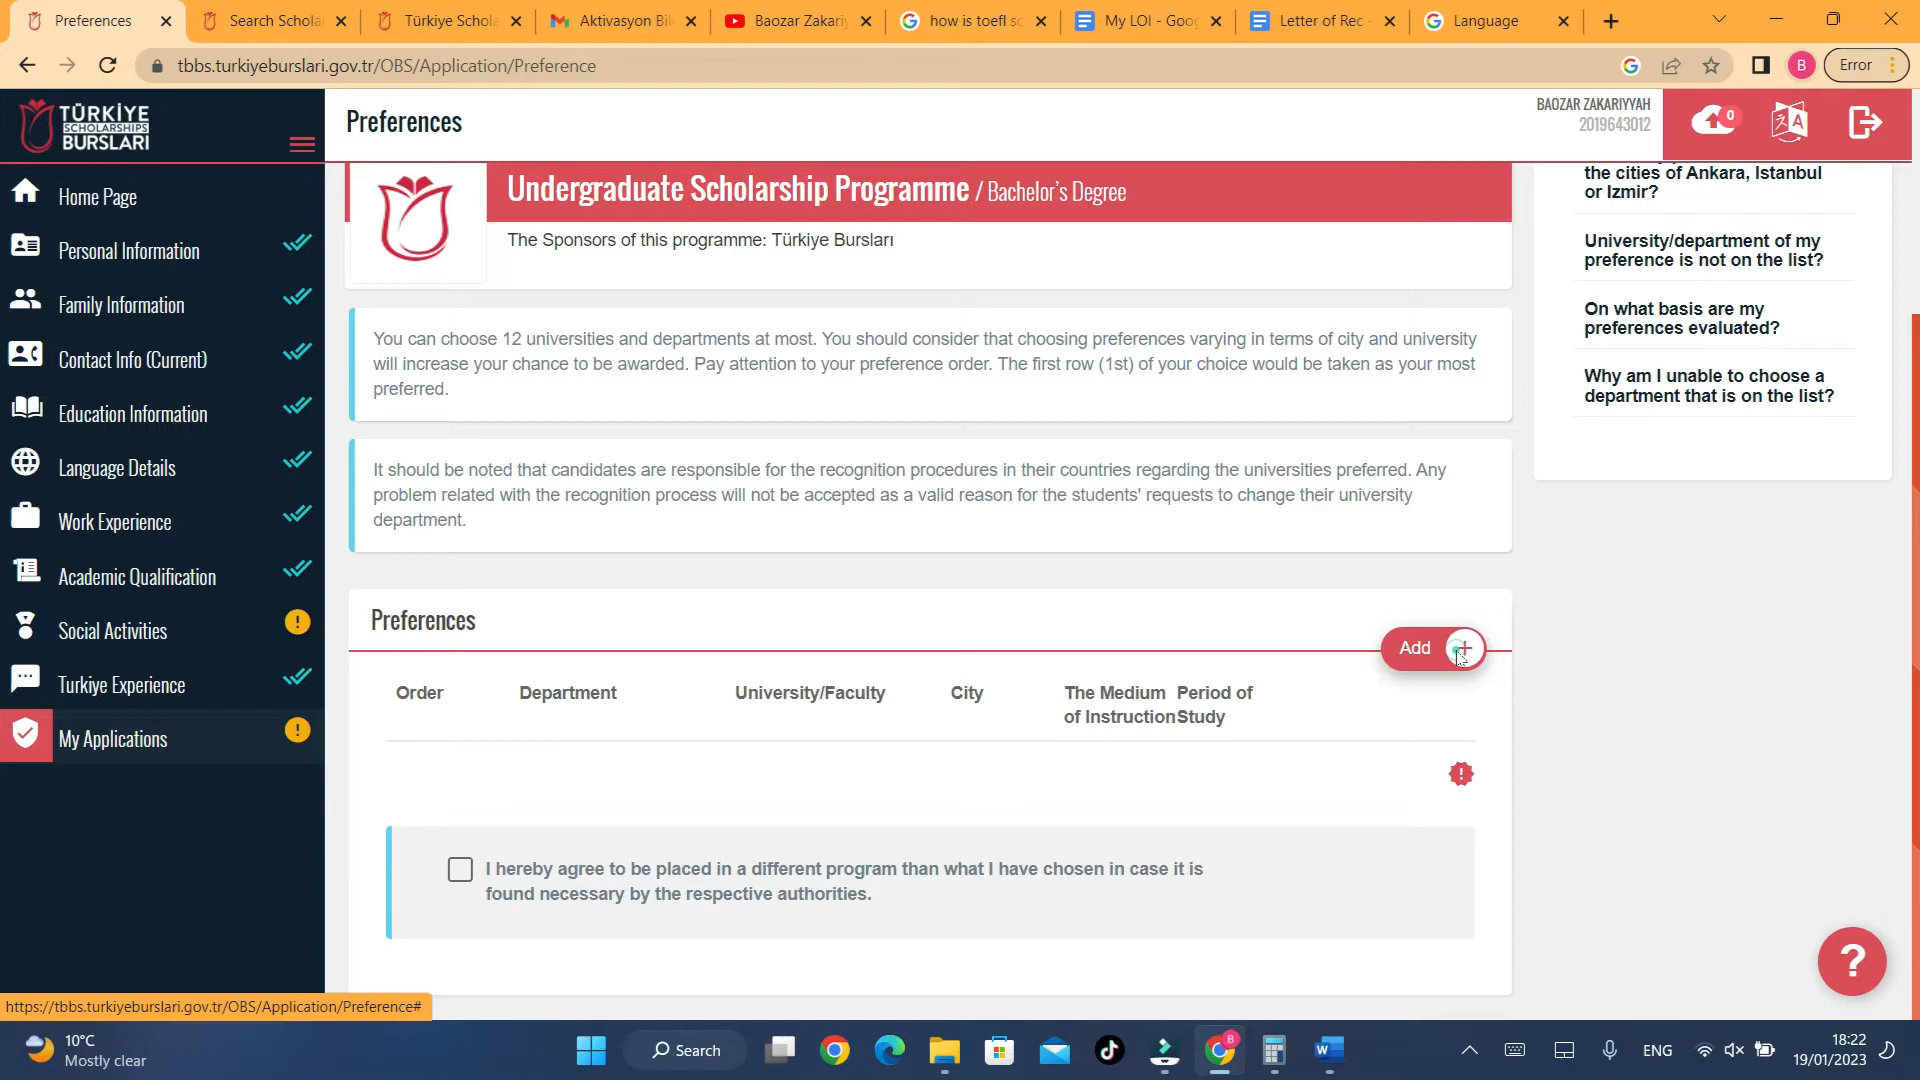 Preferences
Search Schola
Türkiye Schola
Aktivasyon Bil
Baozar Zakariy
how is toefl sc
My LOI - Goog
Letter of Rec -
Language
tbbs.turkiyeburslari.gov.tr/OBS/Application/Preference
B
Error
TÜRKİYE
SCHOLARSHIPS
BURSLARI
Preferences
BAOZAR ZAKARIYYAH
2019643012
0
Home Page
Personal Information
Family Information
Contact Info (Current)
Education Information
Language Details
Work Experience
Academic Qualification
Social Activities
Turkiye Experience
My Applications
Undergraduate Scholarship Programme / Bachelor's Degree
The Sponsors of this programme: Türkiye Bursları
You can choose 12 universities and departments at most. You should consider that choosing preferences varying in terms of city and university
will increase your chance to be awarded. Pay attention to your preference order. The first row (1st) of your choice would be taken as your most
preferred.
It should be noted that candidates are responsible for the recognition procedures in their countries regarding the universities preferred. Any
problem related with the recognition process will not be accepted as a valid reason for the students' requests to change their university
department.
Preferences
Add +
Order
Department
University/Faculty
City
The Medium
of Instruction
Period of
Study
I hereby agree to be placed in a different program than what I have chosen in case it is
found necessary by the respective authorities.
the cities of Ankara, Istanbul
or Izmir?
University/department of my
preference is not on the list?
On what basis are my
preferences evaluated?
Why am I unable to choose a
department that is on the list?
?
https://tbbs.turkiyeburslari.gov.tr/OBS/Application/Preference#
10°C
Mostly clear
Search
ENG
18:22
19/01/2023